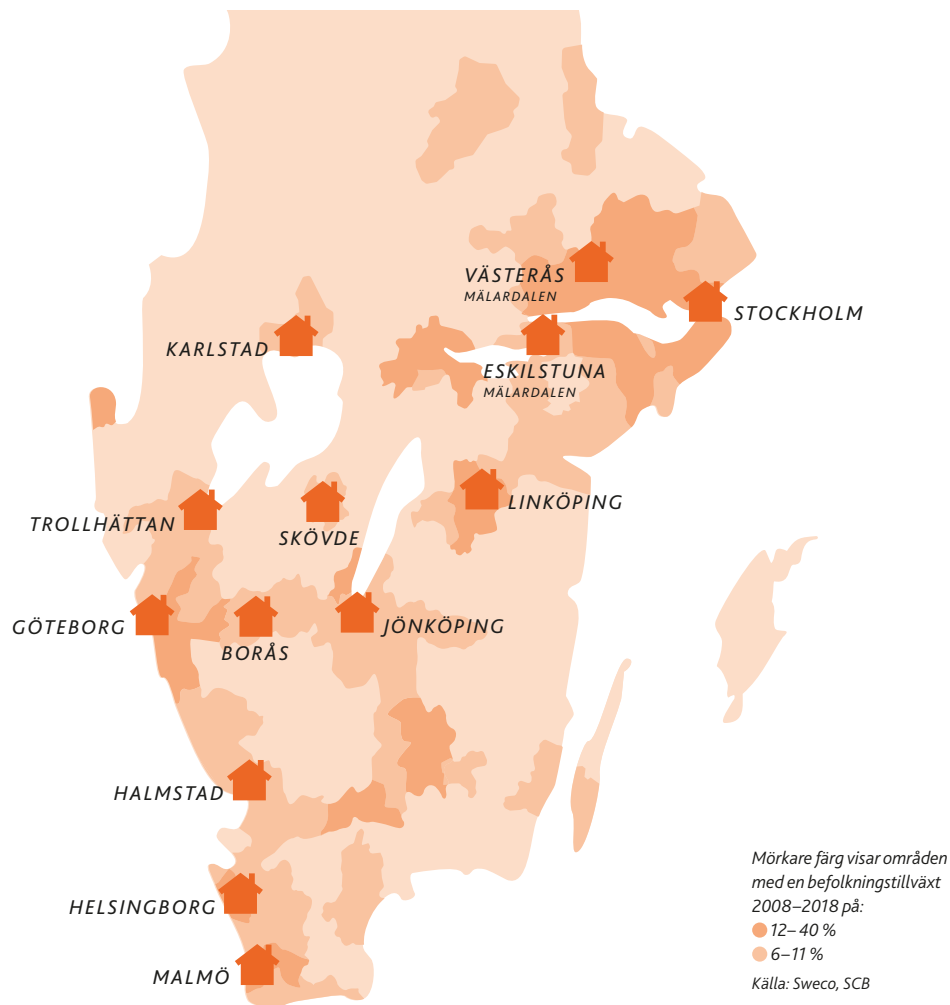 VÄSTERÅS
MÄLARDALEN
STOCKHOLM
KARLSTAD
ESKILSTUNA
MÄLARDALEN
LINKÖPING
TROLLHÄTTAN
SKÖVDE
GÖTEBORG
JÖNKÖPING
BORÅS
HALMSTAD
HELSINGBORG
MALMÖ
Mörkare färg visar områden
med en befolkningstillväxt
2008–2018 på:
12–40 %
6–11 %
Källa: Sweco, SCB